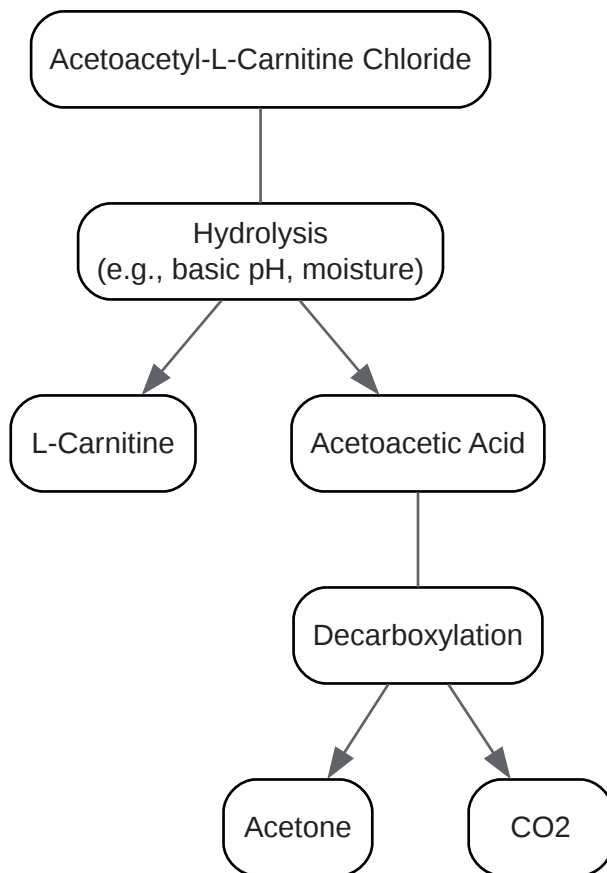 Acetoacetyl-L-Carnitine Chloride
Hydrolysis
(e.g., basic pH, moisture)
L-Carnitine
Acetoacetic Acid
Decarboxylation
Acetone
CO2